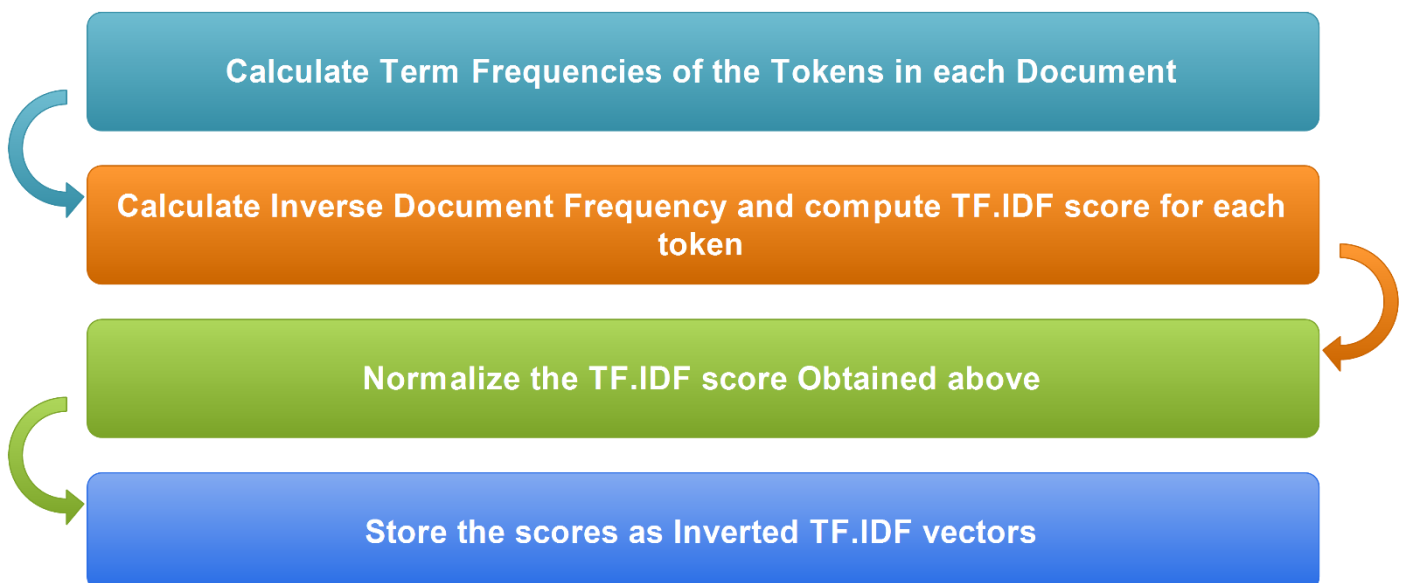 Calculate Term Frequencies of the Tokens in each Document
Calculate Inverse Document Frequency and compute TF.IDF score for each
token
Normalize the TF.IDF score Obtained above
Store the scores as Inverted TF.IDF vectors